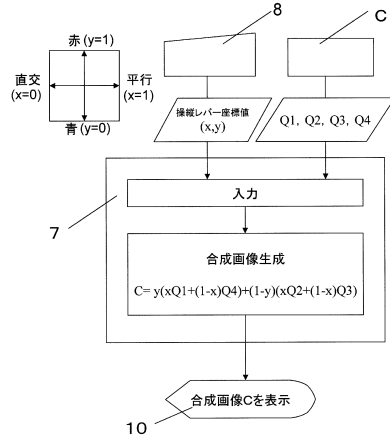 8
C
赤 (y=1)
直交
(x=0)
平行
(x=1)
青 (y=0)
操縦レバー座標値
(x,y)
Q1, Q2, Q3, Q4
7
入力
合成画像生成
C= y(xQ1+(1-x)Q4)+(1-y)(xQ2+(1-x)Q3)
合成画像Cを表示
10